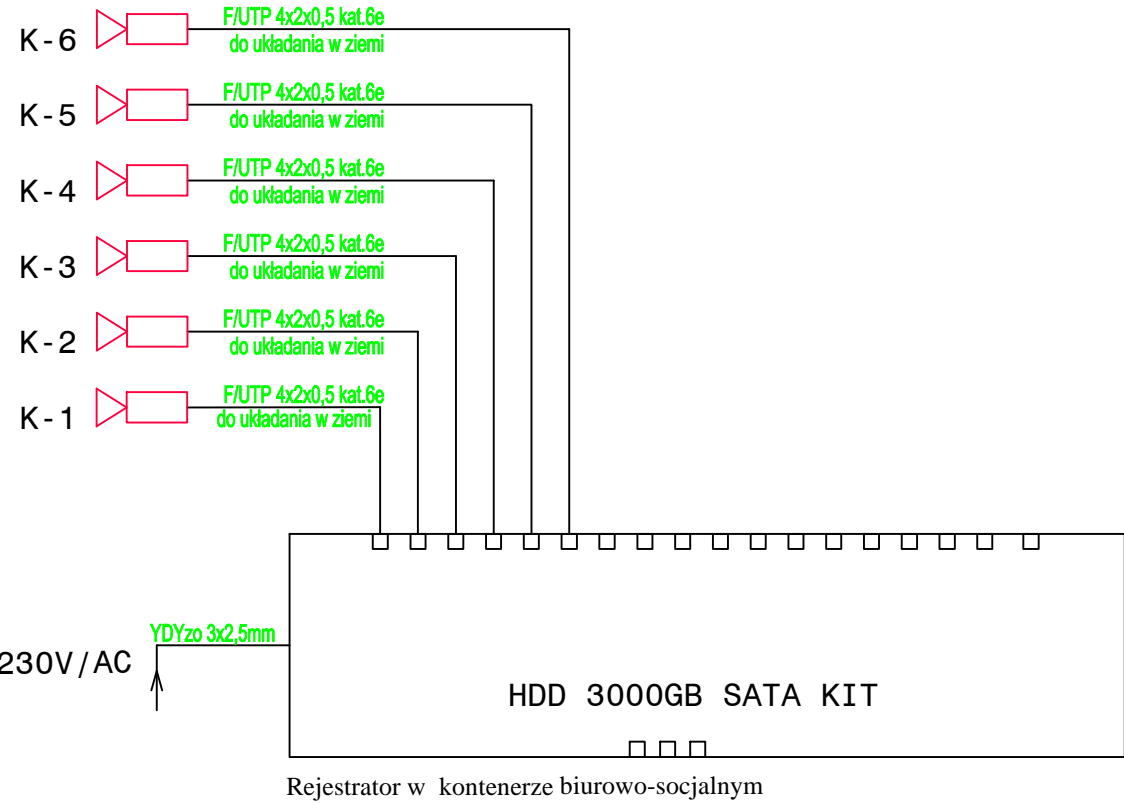 F/UTP 4x2x0,5 kat.6e
K-6
do układania w ziemi
F/UTP 4x2x0,5 kat.6e
K-5
do układania w ziemi
F/UTP 4x2x0,5 kat.6e
K-4
do układania w ziemi
F/UTP 4x2x0,5 kat.6e
K-3
do układania w ziemi
F/UTP 4x2x0,5 kat.6e
K-2
do układania w ziemi
F/UTP 4x2x0,5 kat.6e
K-1
do układania w ziemi
YDYzo 3x2,5mm
230V/AC
HDD 3000GB SATA KIT
Rejestrator w kontenerze biurowo-socjalnym